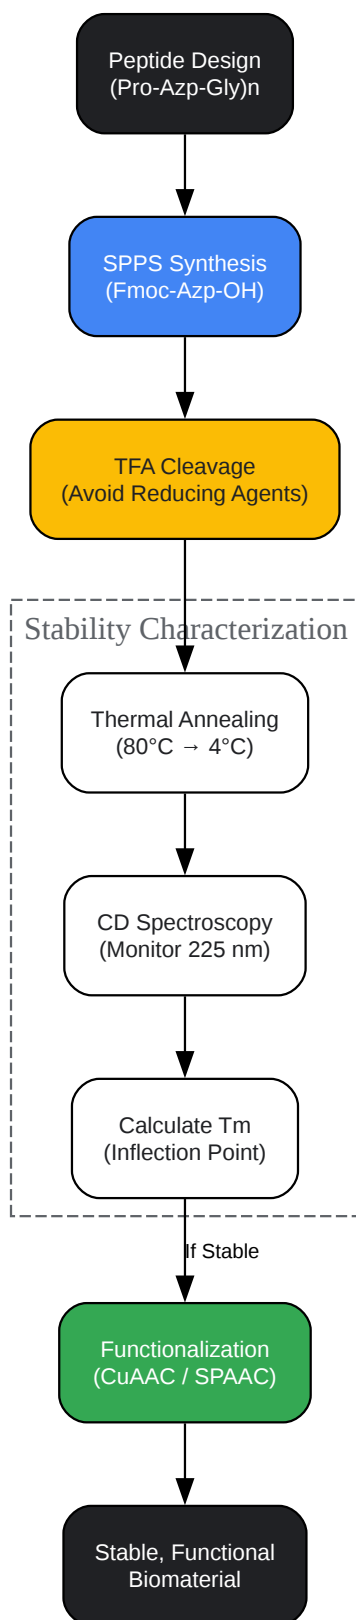 Peptide Design
(Pro-Azp-Gly)n
SPPS Synthesis
(Fmoc-Azp-OH)
TFA Cleavage
(Avoid Reducing Agents)
Stability Characterization
Thermal Annealing
(80°C → 4°C)
CD Spectroscopy
(Monitor 225 nm)
Calculate Tm
(Inflection Point)
If Stable
Functionalization
(CuAAC / SPAAC)
Stable, Functional
Biomaterial